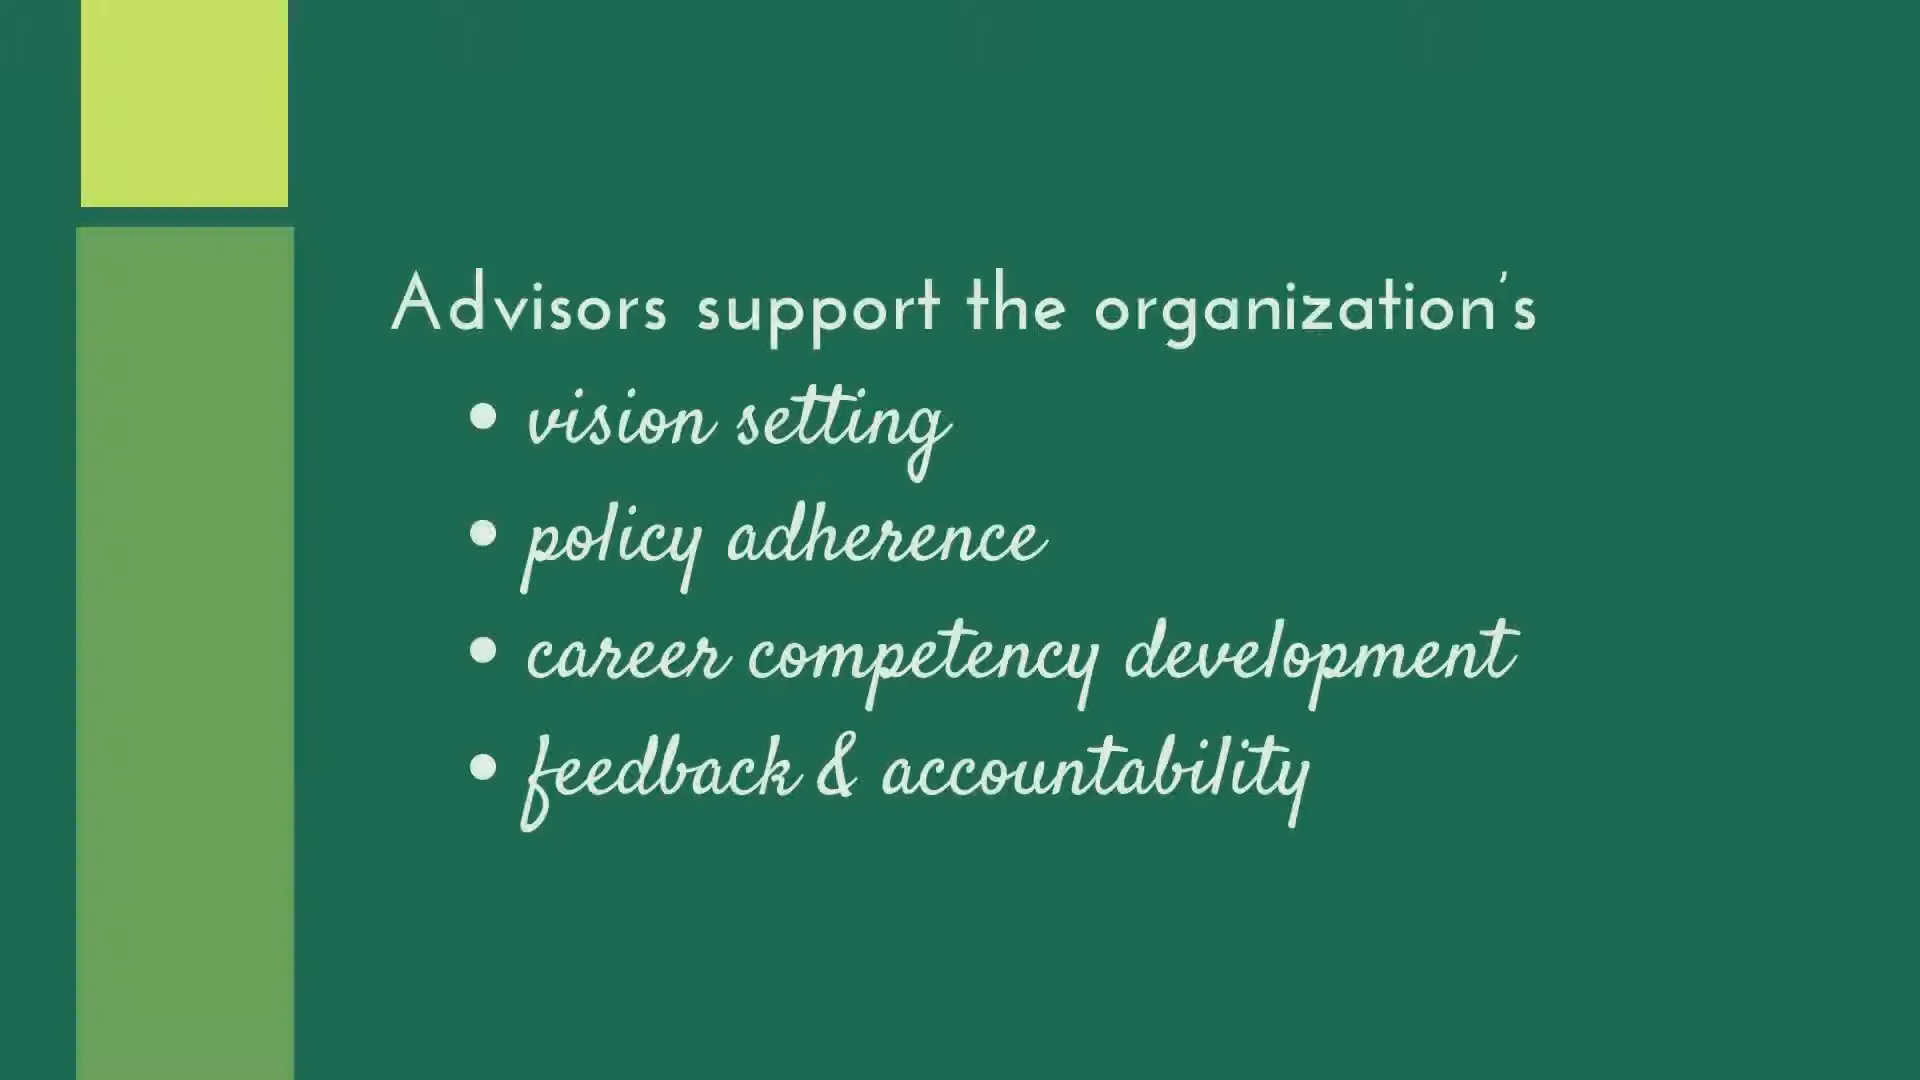 Advisors support the organization's
• vision setting
• policy adherence
• career competency development
• feedback & accountability